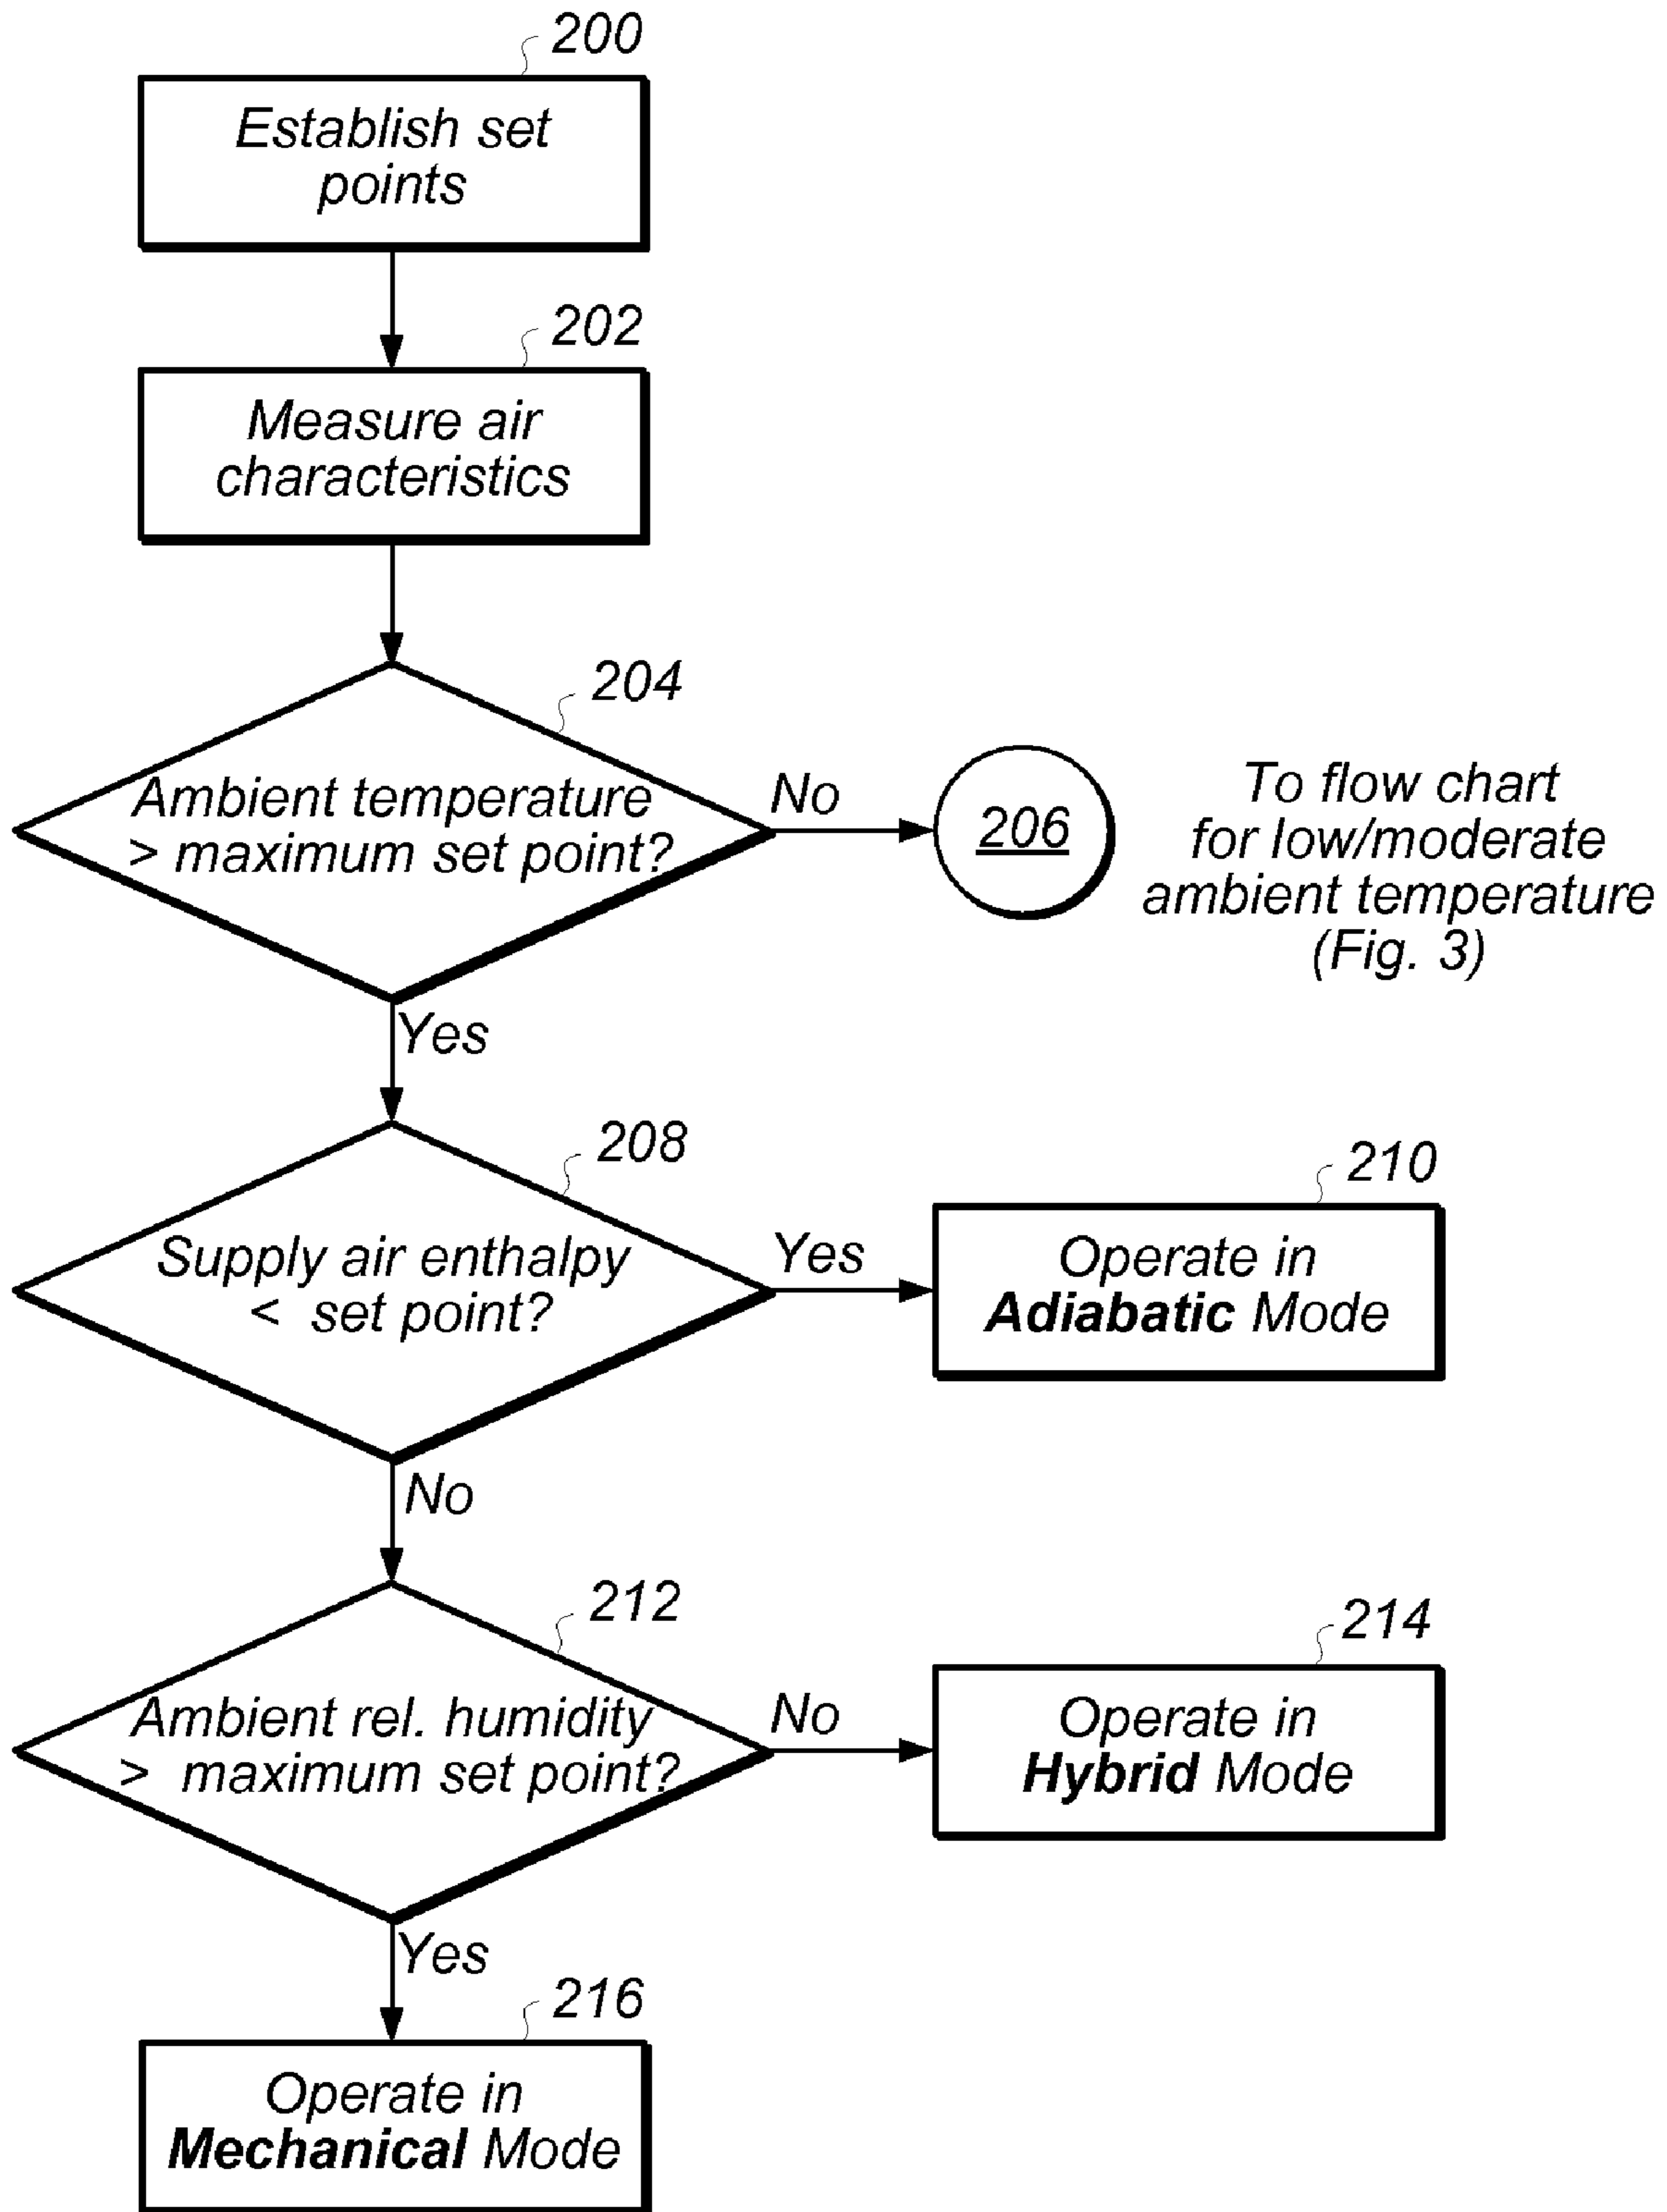 200
Establish set
points
202
Measure air
characteristics
204
Ambient temperature
> maximum set point?
No
206
To flow chart
for low/moderate
ambient temperature
(Fig. 3)
Yes
208
Supply air enthalpy
< set point?
Yes
210
Operate in
Adiabatic Mode
No
212
Ambient rel. humidity
> maximum set point?
No
214
Operate in
Hybrid Mode
Yes
216
Operate in
Mechanical Mode